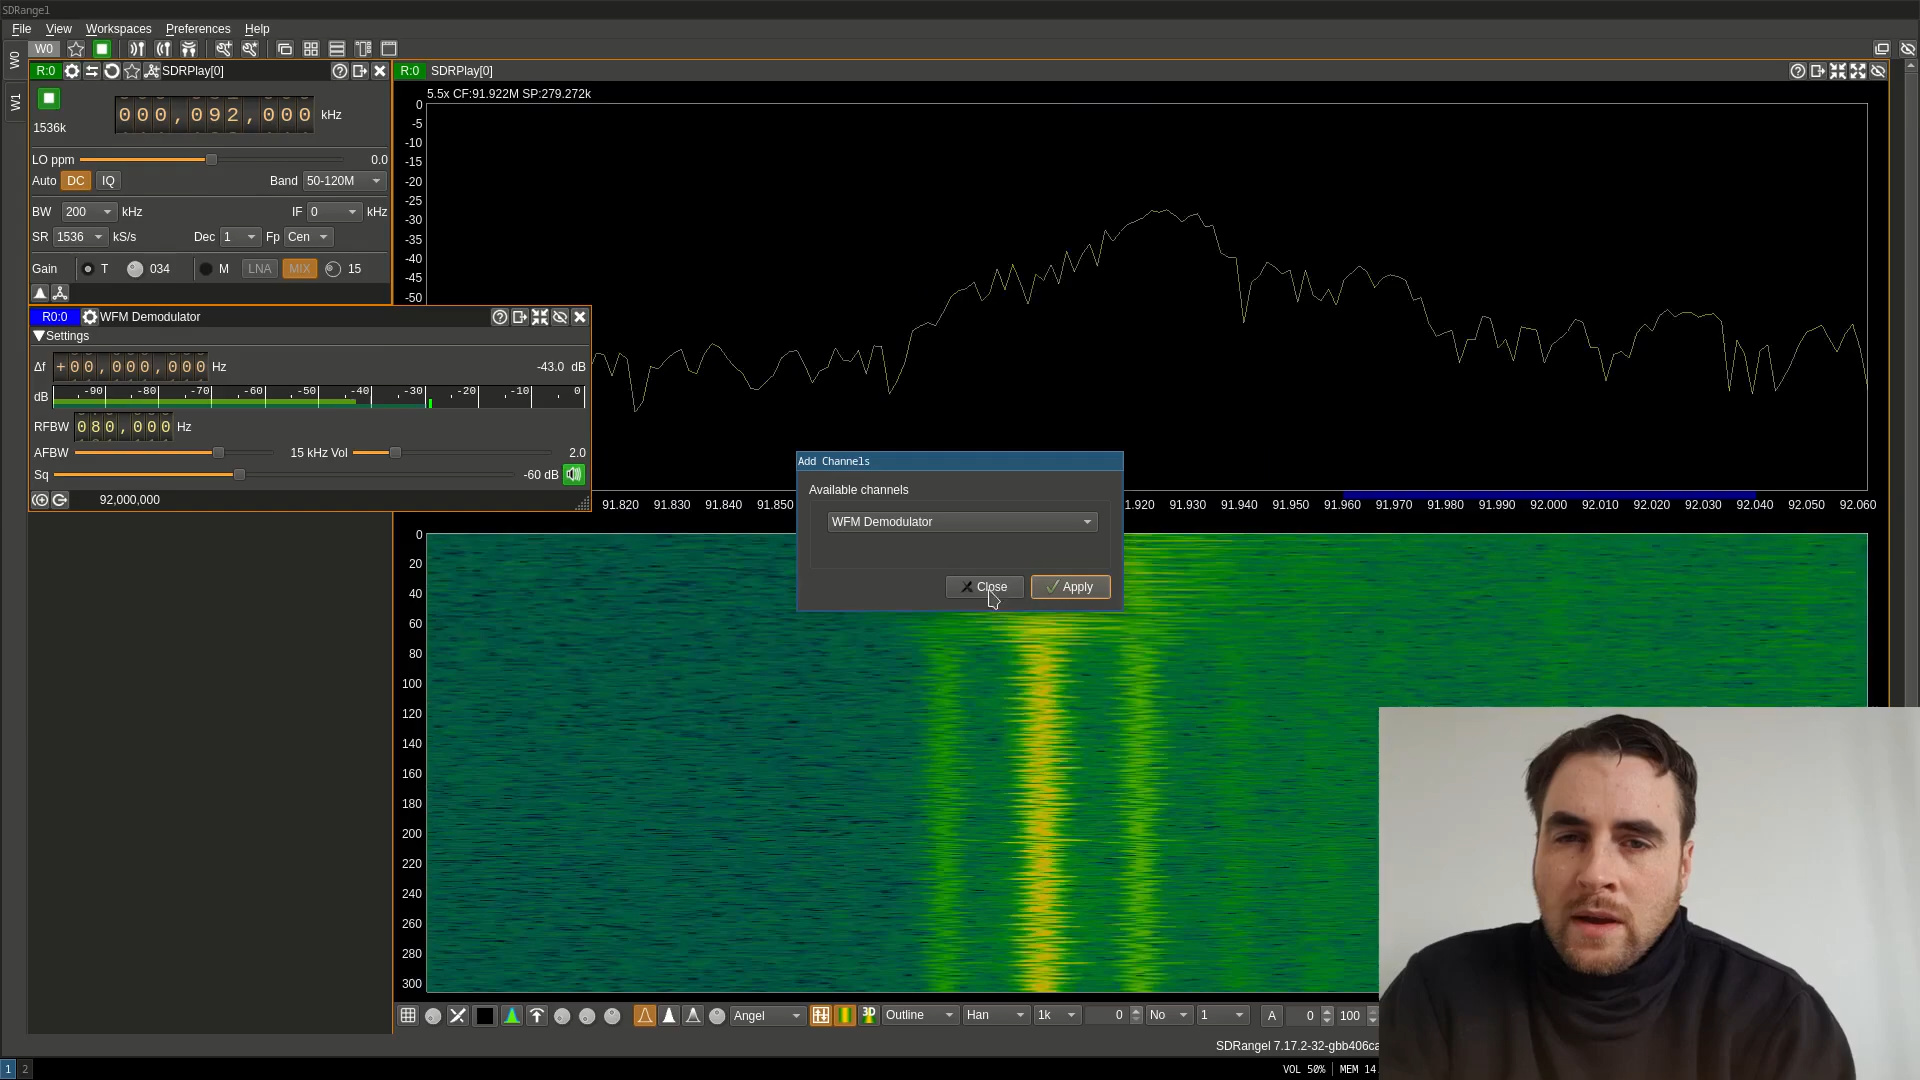 SDRangel
File View Workspaces Preferences Help
W0
W0
W1
R:0 SDRPlay[0]
1536k
000,092,000 kHz
LO ppm 0.0
Auto DC IQ Band 50-120M
BW 200 kHz IF 0 kHz
SR 1536 kS/s Dec 1 Fp Cen
Gain T 034 M LNA MIX 15
R0:0 WFM Demodulator
Settings
Δf +00,000,000 Hz -43.0 dB
dB -90 -80 -70 -60 -50 -40 -30 -20 -10 0
RFBW 080,000 Hz
AFBW 15 kHz Vol 2.0
Sq -60 dB
92,000,000
R:0 SDRPlay[0]
5.5x CF:91.922M SP:279.272k
0
-5
-10
-15
-20
-25
-30
-35
-40
-45
-50
91.820 91.830 91.840 91.850 1.920 91.930 91.940 91.950 91.960 91.970 91.980 91.990 92.000 92.010 92.020 92.030 92.040 92.050 92.060
Add Channels
Available channels
WFM Demodulator
Close Apply
0
20
40
60
80
100
120
140
160
180
200
220
240
260
280
300
Angel 3D Outline Han 1k 0 No 1 A 0 100
SDRangel 7.17.2-32-gbb406ca
1 2 VOL 50% MEM 14